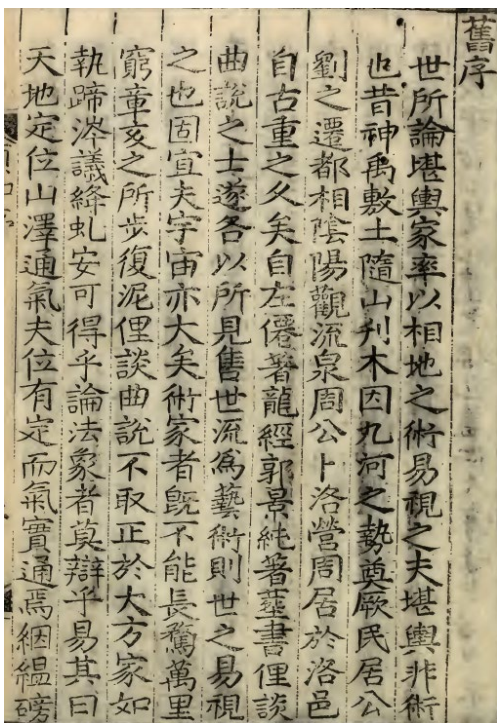 舊序
世所論堪輿家率以相地之術易視之夫堪輿非術
也昔神禹敷土隨山刋木因九河之勢奠厥民居公
劉之遷都相陰陽觀流泉周公卜洛營周居於洛邑
自古重之久矣自左僊著龍經郭景純著葬書俚談
曲說之士遂各以所見售世流爲藝術則世之易視
之也固宜夫宇宙亦大矣術家者旣不能長騖萬里
窮章亥之所步復泥俚談曲說不取正於大方家如
執蹄涔議絳虬安可得乎論法象者莫辯乎易其曰
天地定位山澤通氣夫位有定而氣實通焉絪緼磅